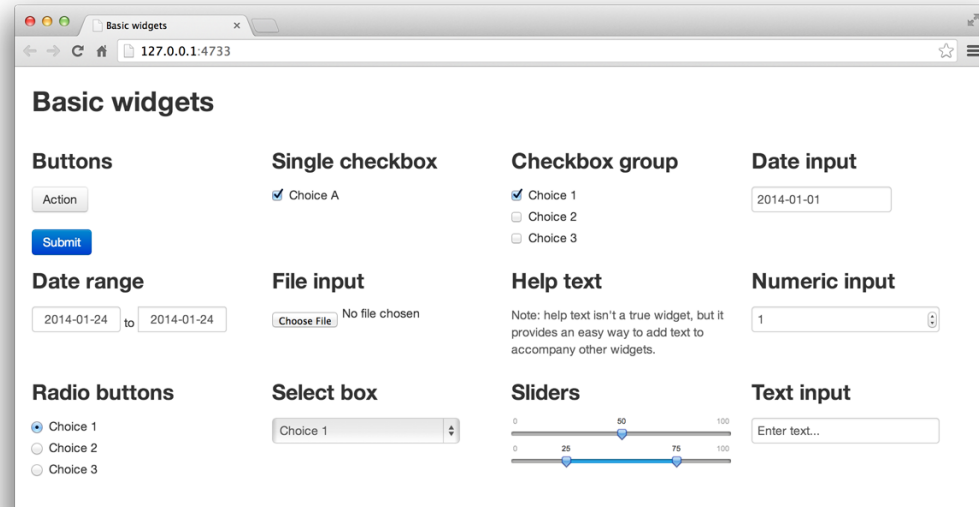 Basic widgets
127.0.0.1:4733
Basic widgets
Buttons
Action
Submit
Single checkbox
Choice A
Checkbox group
Choice 1
Choice 2
Choice 3
Date input
2014-01-01
Date range
2014-01-24 to 2014-01-24
File input
Choose File No file chosen
Help text
Note: help text isn't a true widget, but it
provides an easy way to add text to
accompany other widgets.
Numeric input
1
Radio buttons
Choice 1
Choice 2
Choice 3
Select box
Choice 1
Sliders
0 50 100
0 25 75 100
Text input
Enter text...